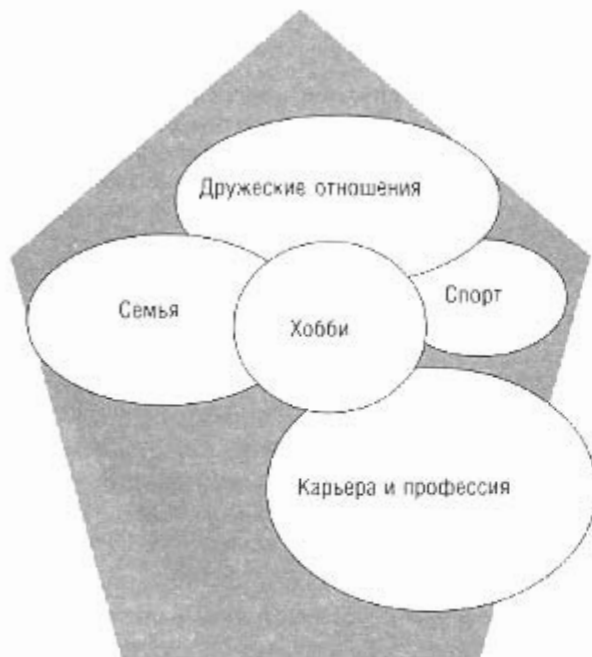 Дружеские отношения
Семья
Хобби
Спорт
Карьера и профессия